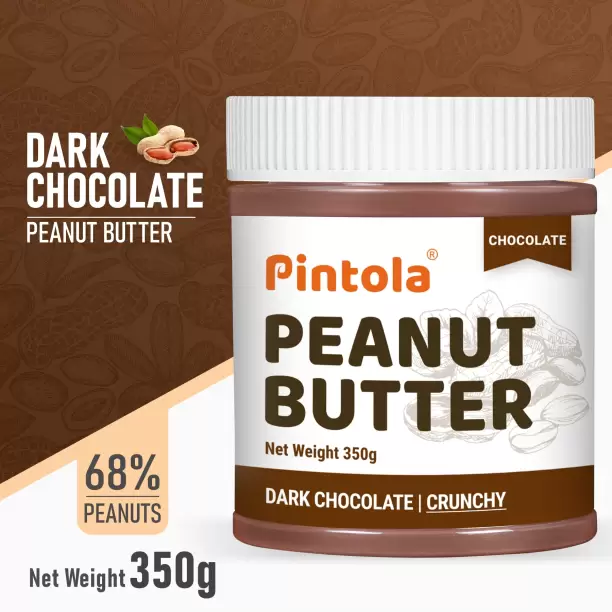 DARK
CHOCOLATE
PEANUT BUTTER
68%
PEANUTS
Net Weight 350g
CHOCOLATE
Pintola®
PEANUT
BUTTER
Net Weight 350g
DARK CHOCOLATE | CRUNCHY